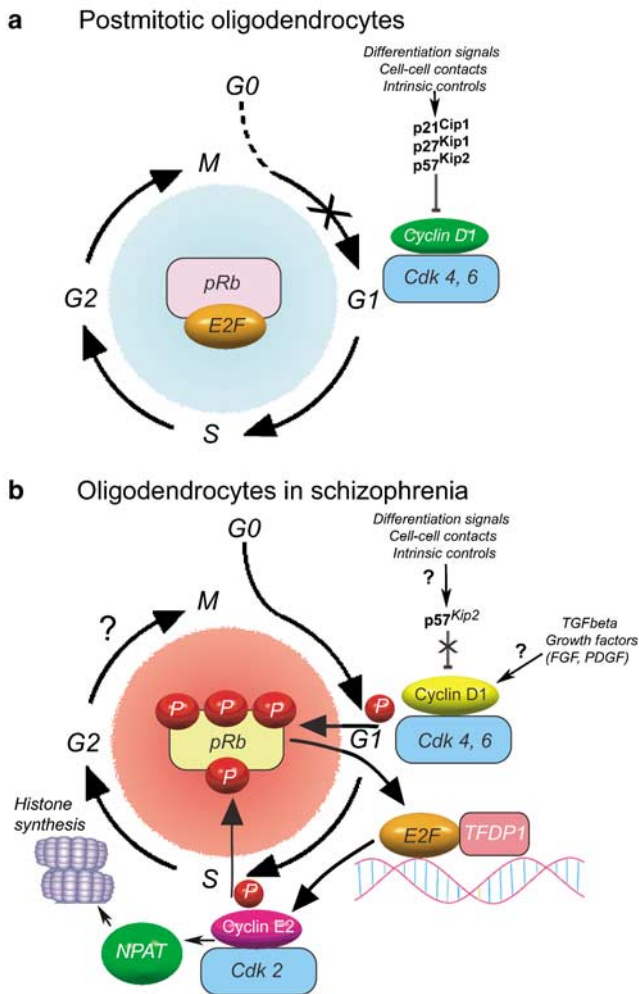 a Postmitotic oligodendrocytes
Differentiation signals
Cell-cell contacts
Intrinsic controls
G0
p21Cip1
p27Kip1
p57Kip2
M
Cyclin D1
Cdk 4, 6
pRb
E2F
G2
G1
S
b Oligodendrocytes in schizophrenia
Differentiation signals
Cell-cell contacts
Intrinsic controls
G0
?
M
?
p57Kip2
TGFbeta
Growth factors
(FGF, PDGF)
?
P
P
P
P
Cyclin D1
pRb
G1
Cdk 4, 6
G2
P
E2F
TFDP1
Histone
synthesis
S
P
Cyclin E2
NPAT
Cdk 2